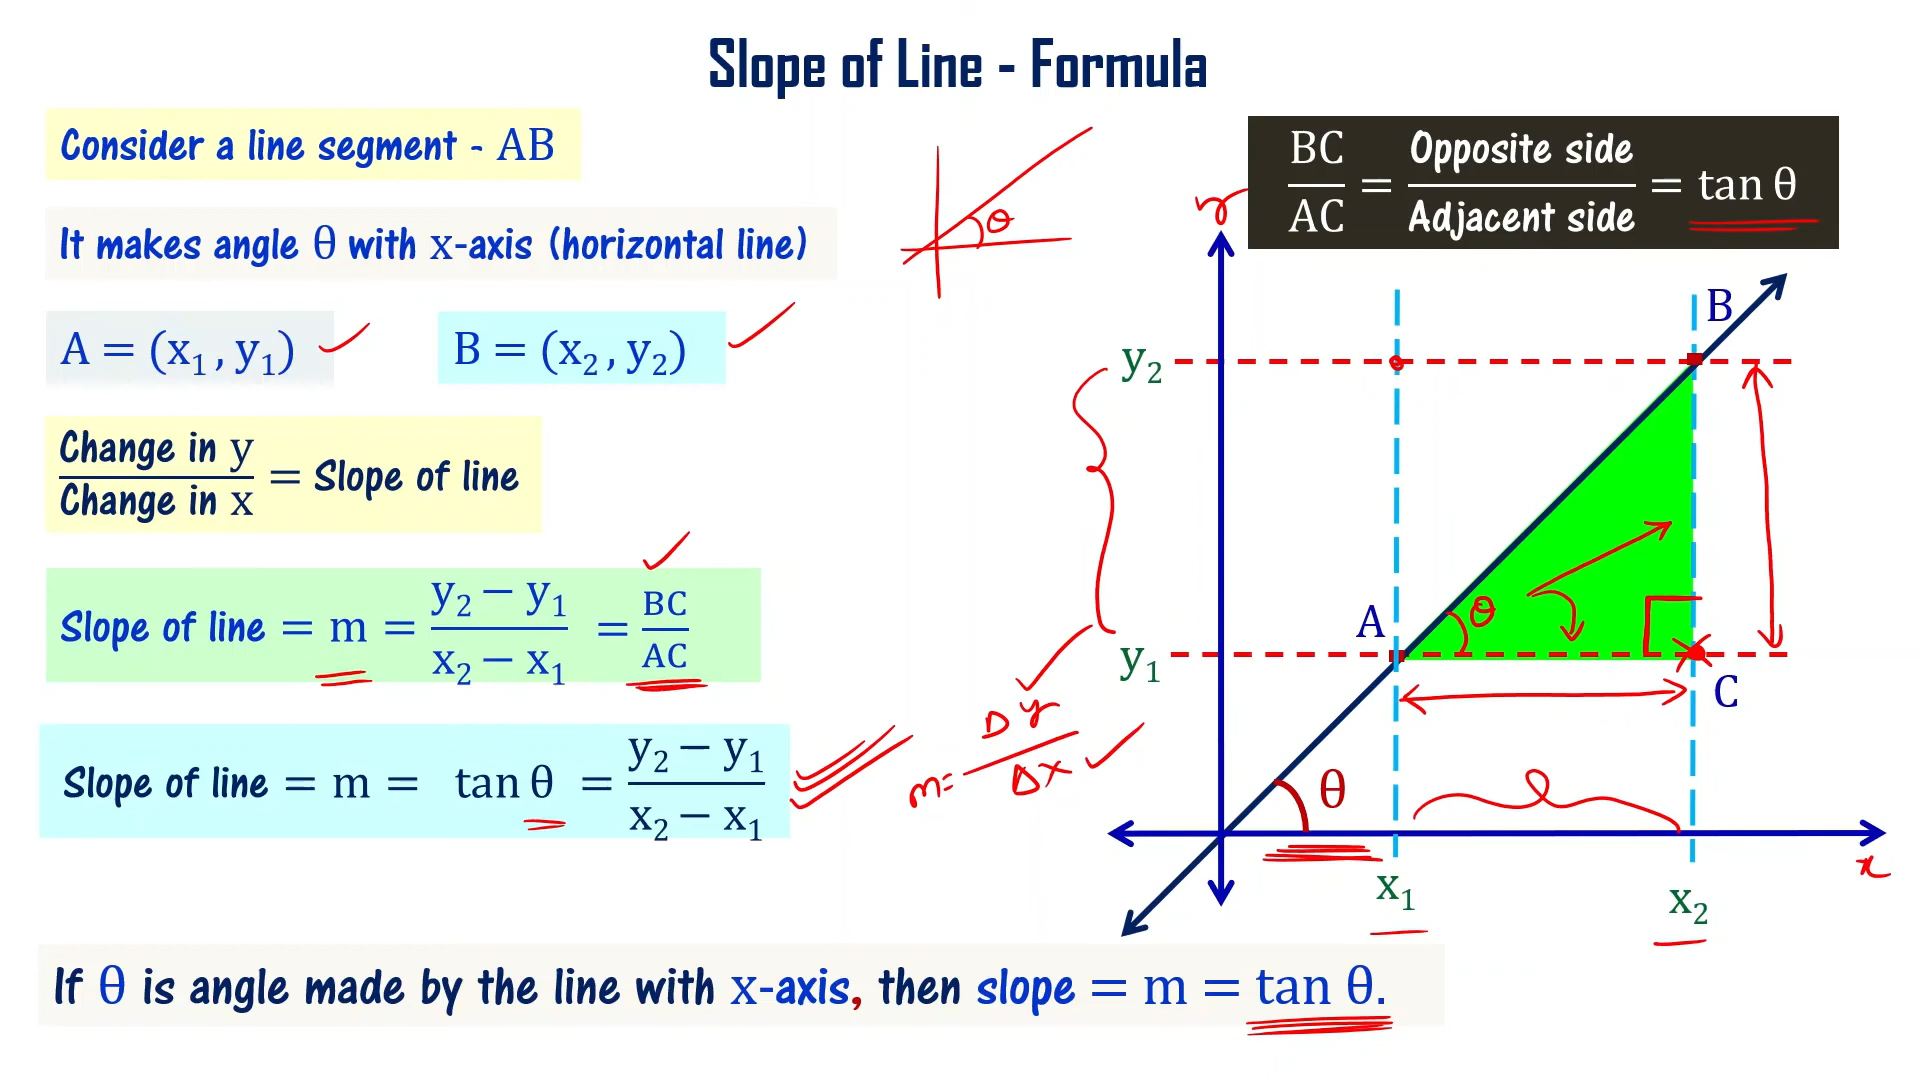 Slope of Line - Formula
Consider a line segment - AB
It makes angle θ with x-axis (horizontal line)
A = (x₁ , y₁)
B = (x₂ , y₂)
Change in y
Change in x
= Slope of line
Slope of line = m = y₂ − y₁ / x₂ − x₁ = BC / AC
Slope of line = m = tan θ = y₂ − y₁ / x₂ − x₁
If θ is angle made by the line with x-axis, then slope = m = tan θ.
θ
m = Δy / Δx
BC / AC = Opposite side / Adjacent side = tan θ
y
B
y₂
A
θ
y₁
C
θ
x
x₁
x₂